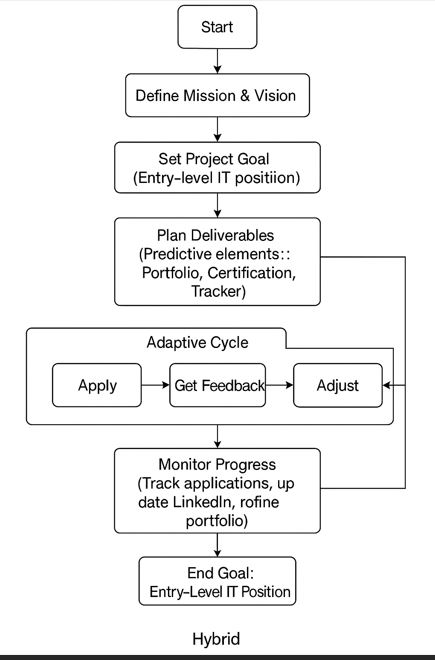 Start
Define Mission & Vision
Set Project Goal
(Entry-level IT positiion)
Plan Deliverables
(Predictive elements::
Portfolio, Certification,
Tracker)
Adaptive Cycle
Apply
Get Feedback
Adjust
Monitor Progress
(Track applications, up
date LinkedIn, rofine
portfolio)
End Goal:
Entry-Level IT Position
Hybrid